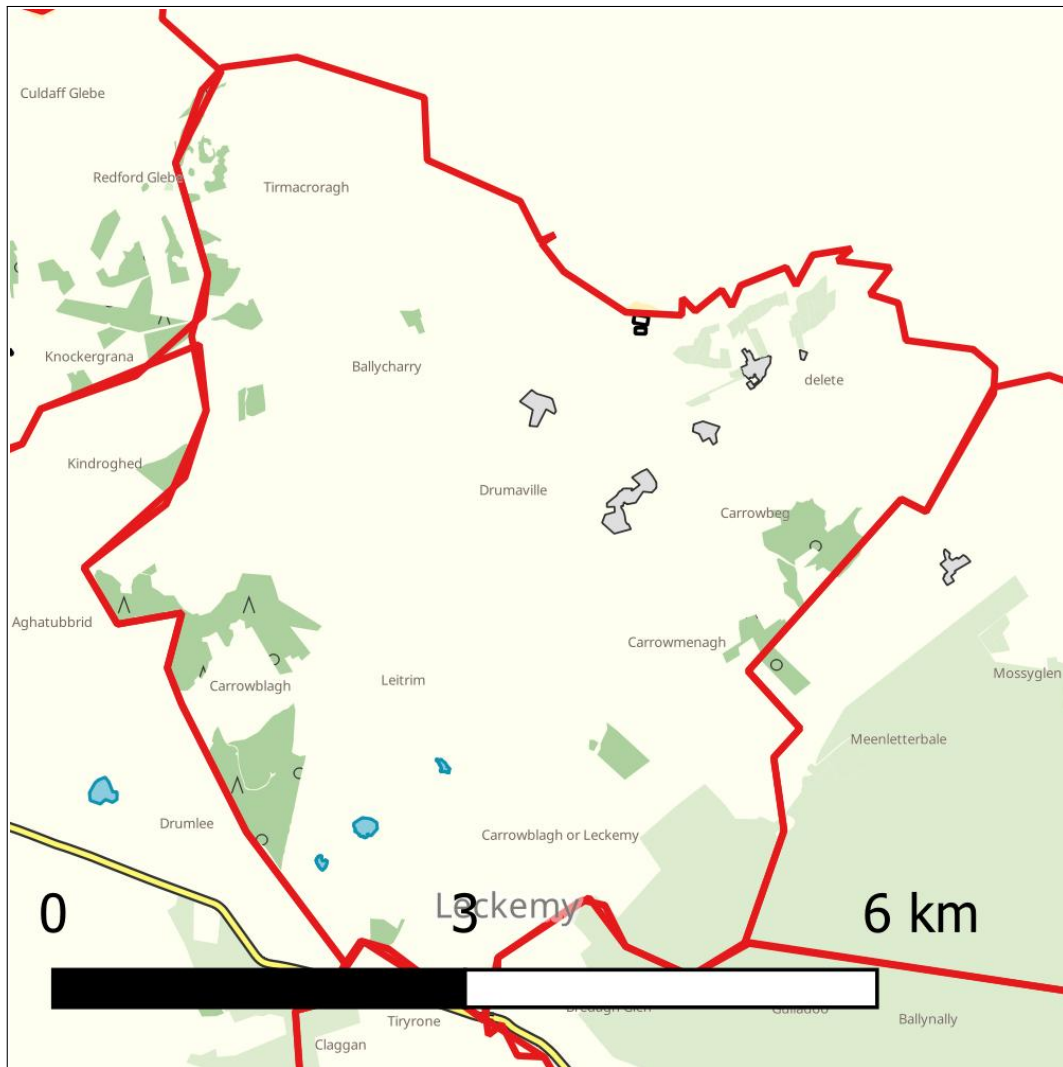 Culdaff Glebe
Redford Glebe
Tirmacroragh
Knockergrana
Ballycharry
delete
Kindroghed
Drumaville
Carrowbeg
Aghatubbrid
Carrowmenagh
Mossyglen
Carrowblagh
Leitrim
Meenletterbale
Drumlee
Carrowblagh or Leckemy
Leckemy
0 3 6 km
Tiryrone
Ballynally
Claggan